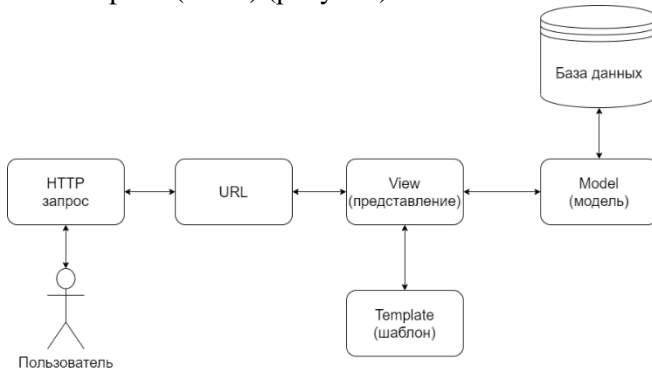 База данных
HTTP
запрос
URL
View
(представление)
Model
(модель)
Template
(шаблон)
Пользователь